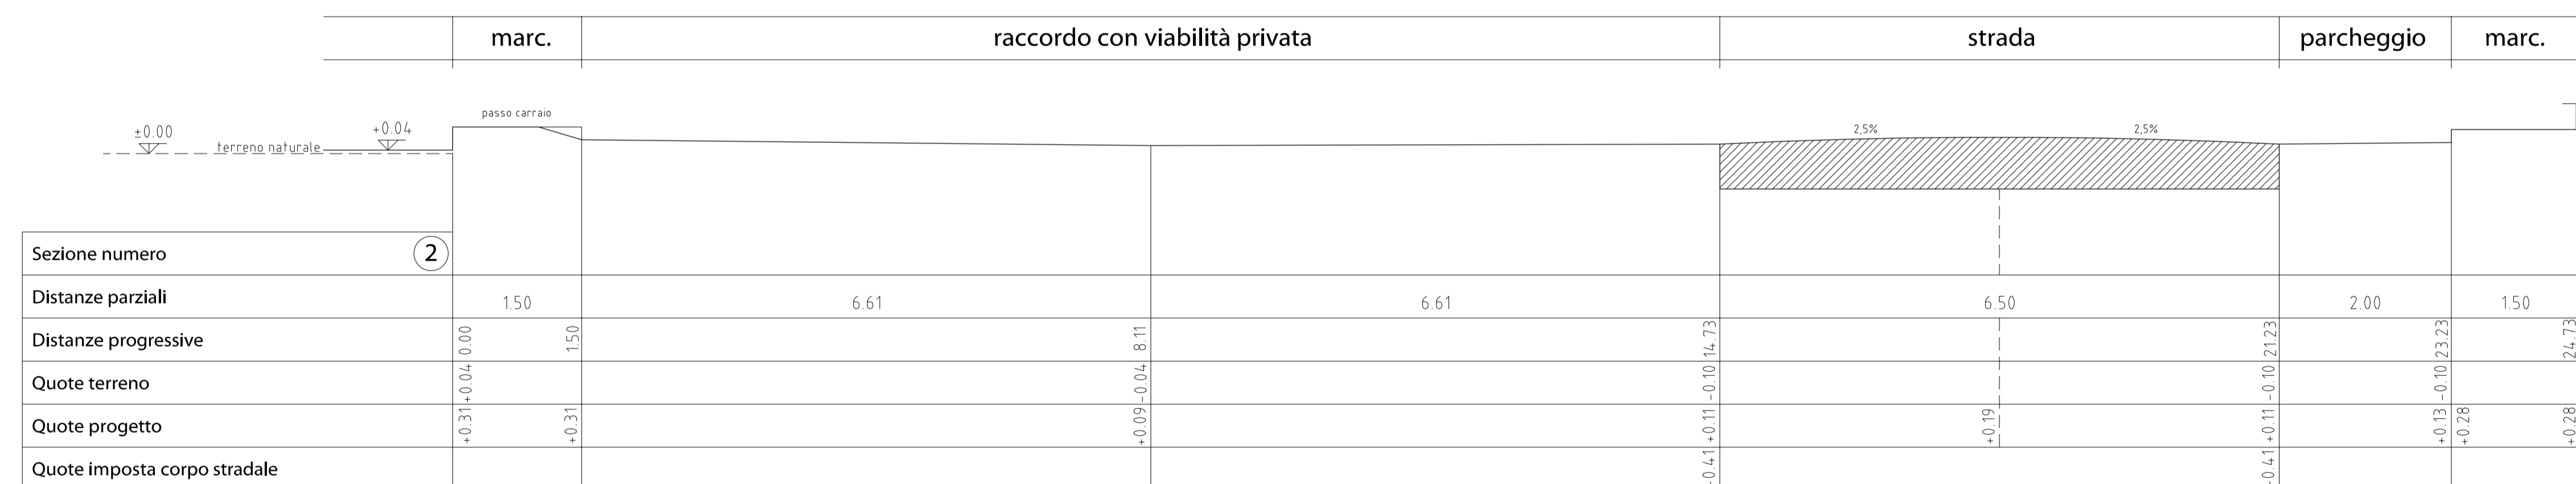 marc. raccordo con viabilità privata strada parcheggio marc.
passo carraio
±0.00 +0.04 2,5% 2,5%
terreno naturale
Sezione numero 2
Distanze parziali 1.50 6.61 6.61 6.50 2.00 1.50
Distanze progressive 0.00 1.50 8.11 14.73 21.23 23.23 24.73
Quote terreno +0.04 -0.04 -0.10 -0.10 -0.10
Quote progetto +0.31 +0.31 +0.09 +0.11 +0.19 +0.11 +0.13 +0.28 +0.28
Quote imposta corpo stradale -0.41 -0.41